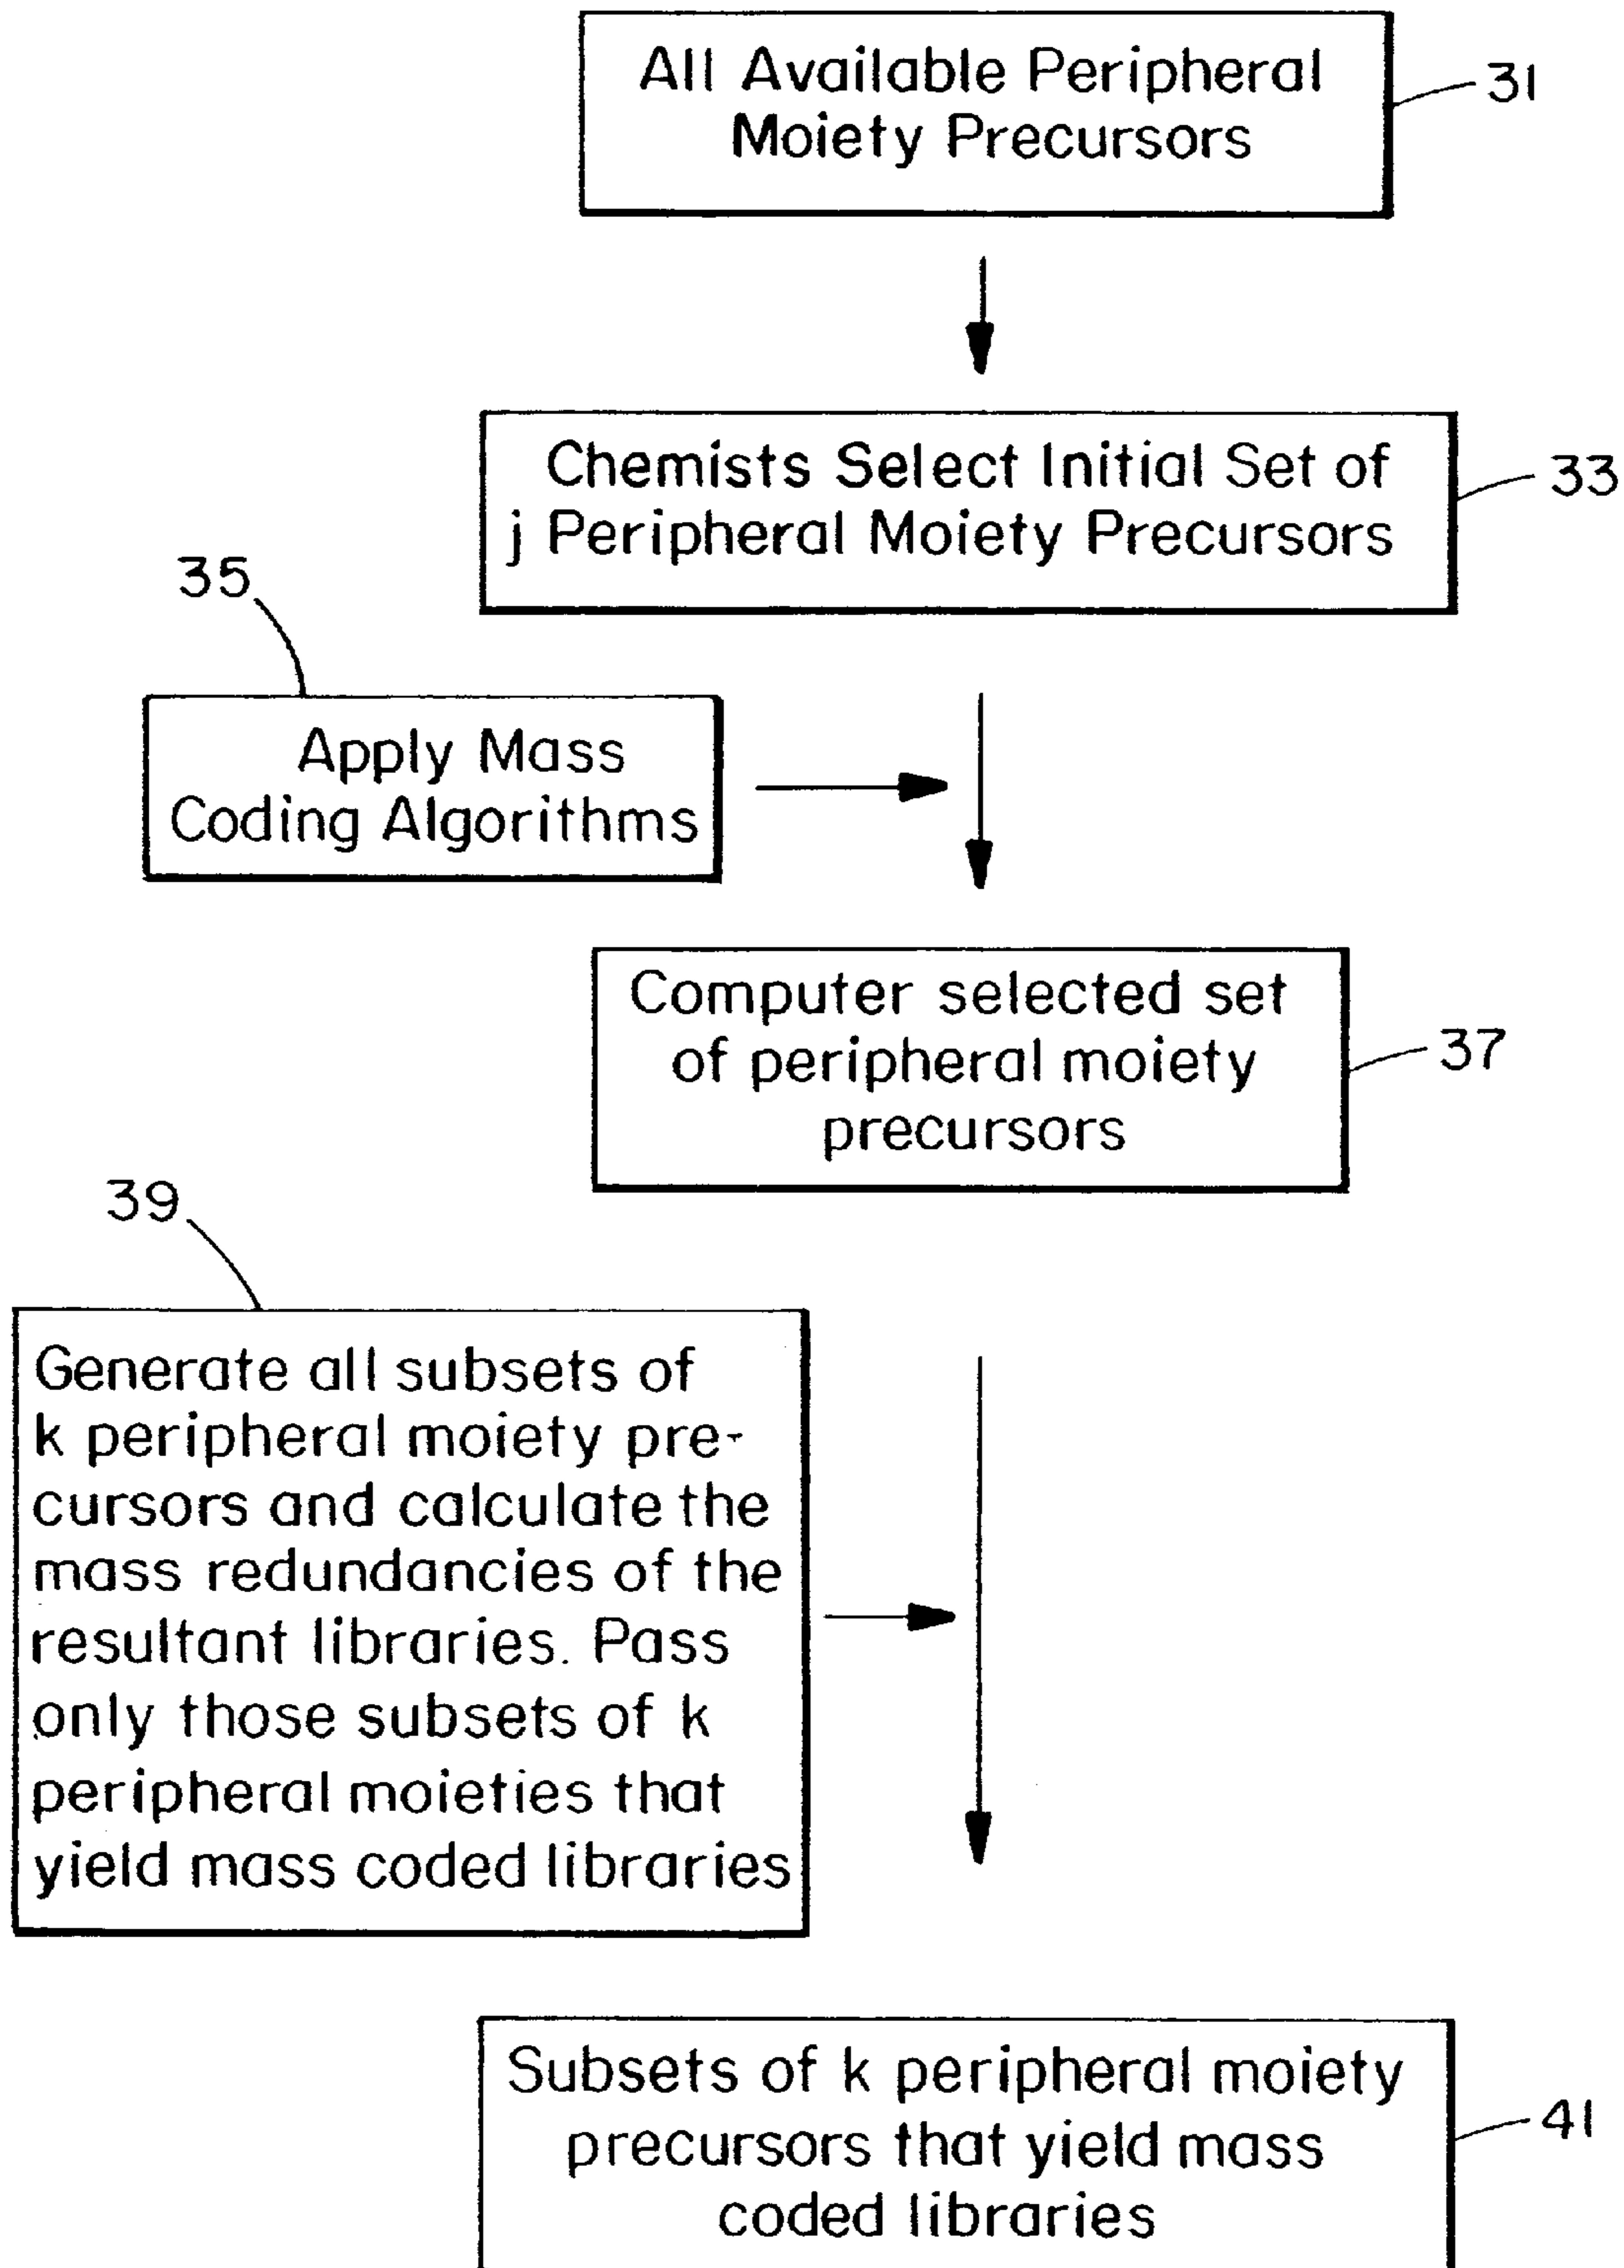 All Available Peripheral
Moiety Precursors
31
Chemists Select Initial Set of
j Peripheral Moiety Precursors
33
35
Apply Mass
Coding Algorithms
Computer selected set
of peripheral moiety
precursors
37
39
Generate all subsets of
k peripheral moiety pre-
cursors and calculate the
mass redundancies of the
resultant libraries. Pass
only those subsets of k
peripheral moieties that
yield mass coded libraries
Subsets of k peripheral moiety
precursors that yield mass
coded libraries
41